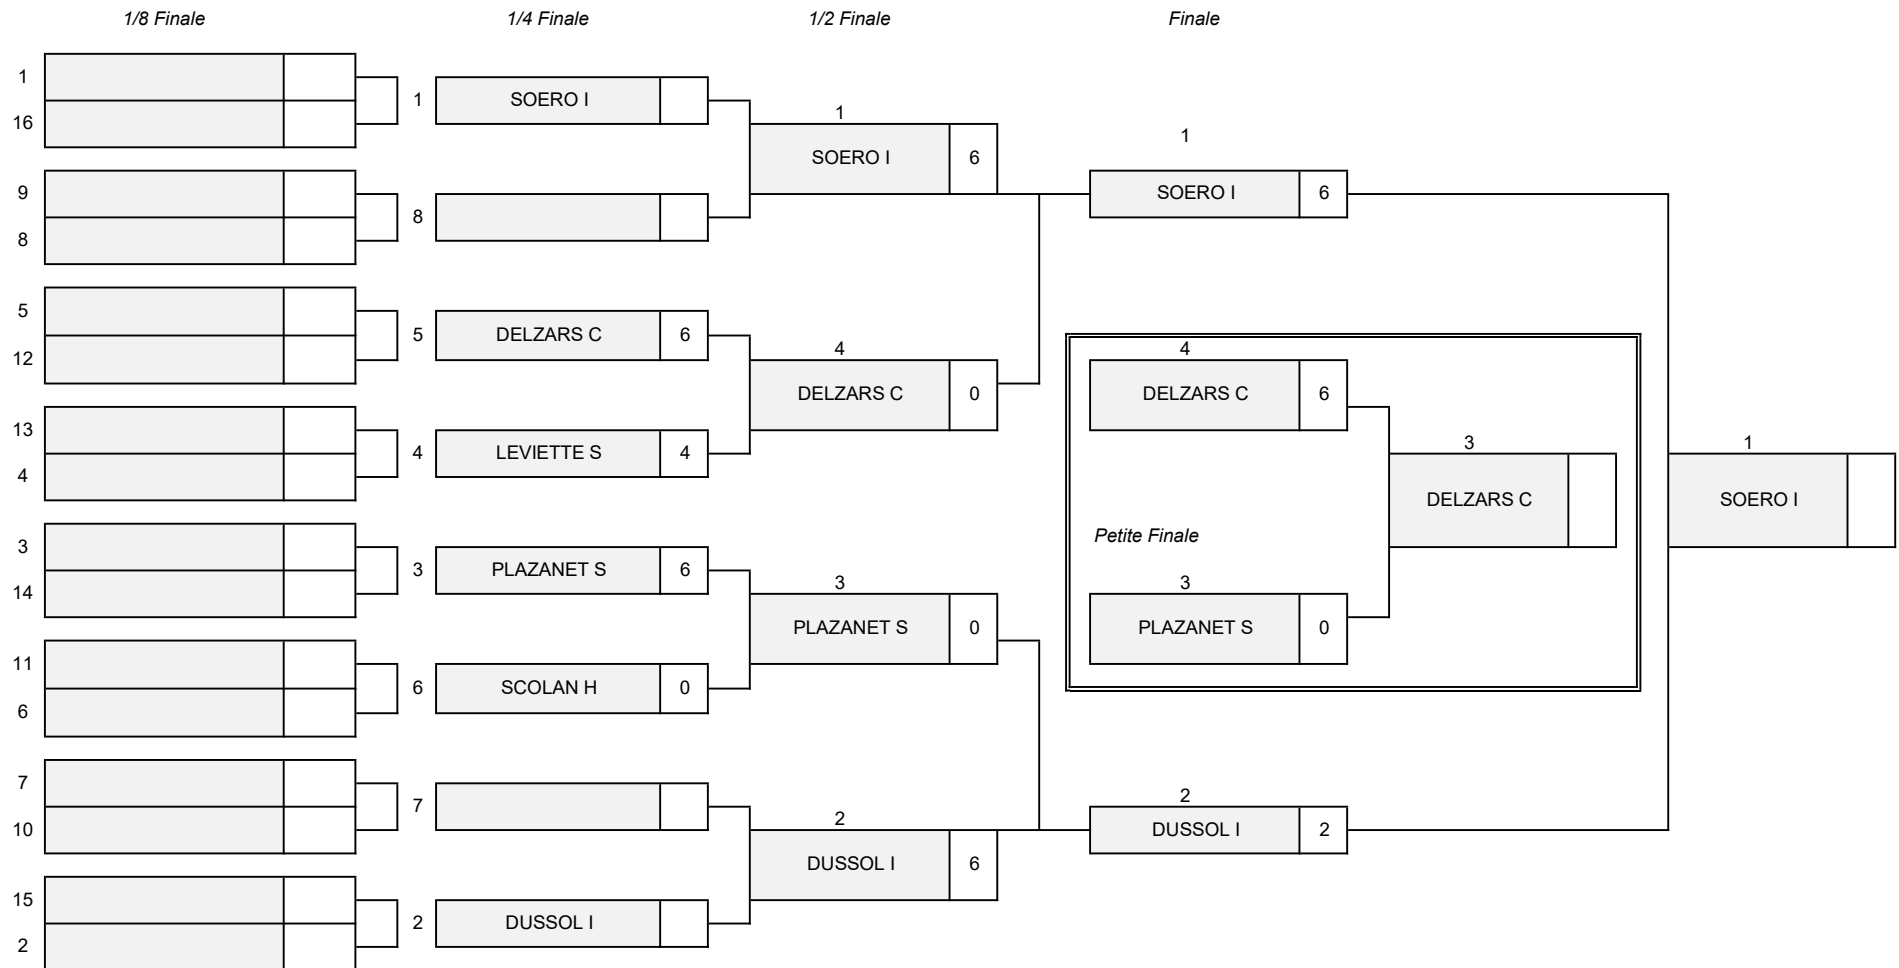 1/8 Finale 1/4 Finale 1/2 Finale Finale
1
16
9
8
5
12
13
4
3
14
11
6
7
10
15
2
1 SOERO I
8
5 DELZARS C 6
4 LEVIETTE S 4
3 PLAZANET S 6
6 SCOLAN H 0
7
2 DUSSOL I
1
SOERO I 6
4
DELZARS C 0
3
PLAZANET S 0
2
DUSSOL I 6
1
SOERO I 6
4
DELZARS C 6
Petite Finale
3
PLAZANET S 0
3
DELZARS C
2
DUSSOL I 2
1
SOERO I